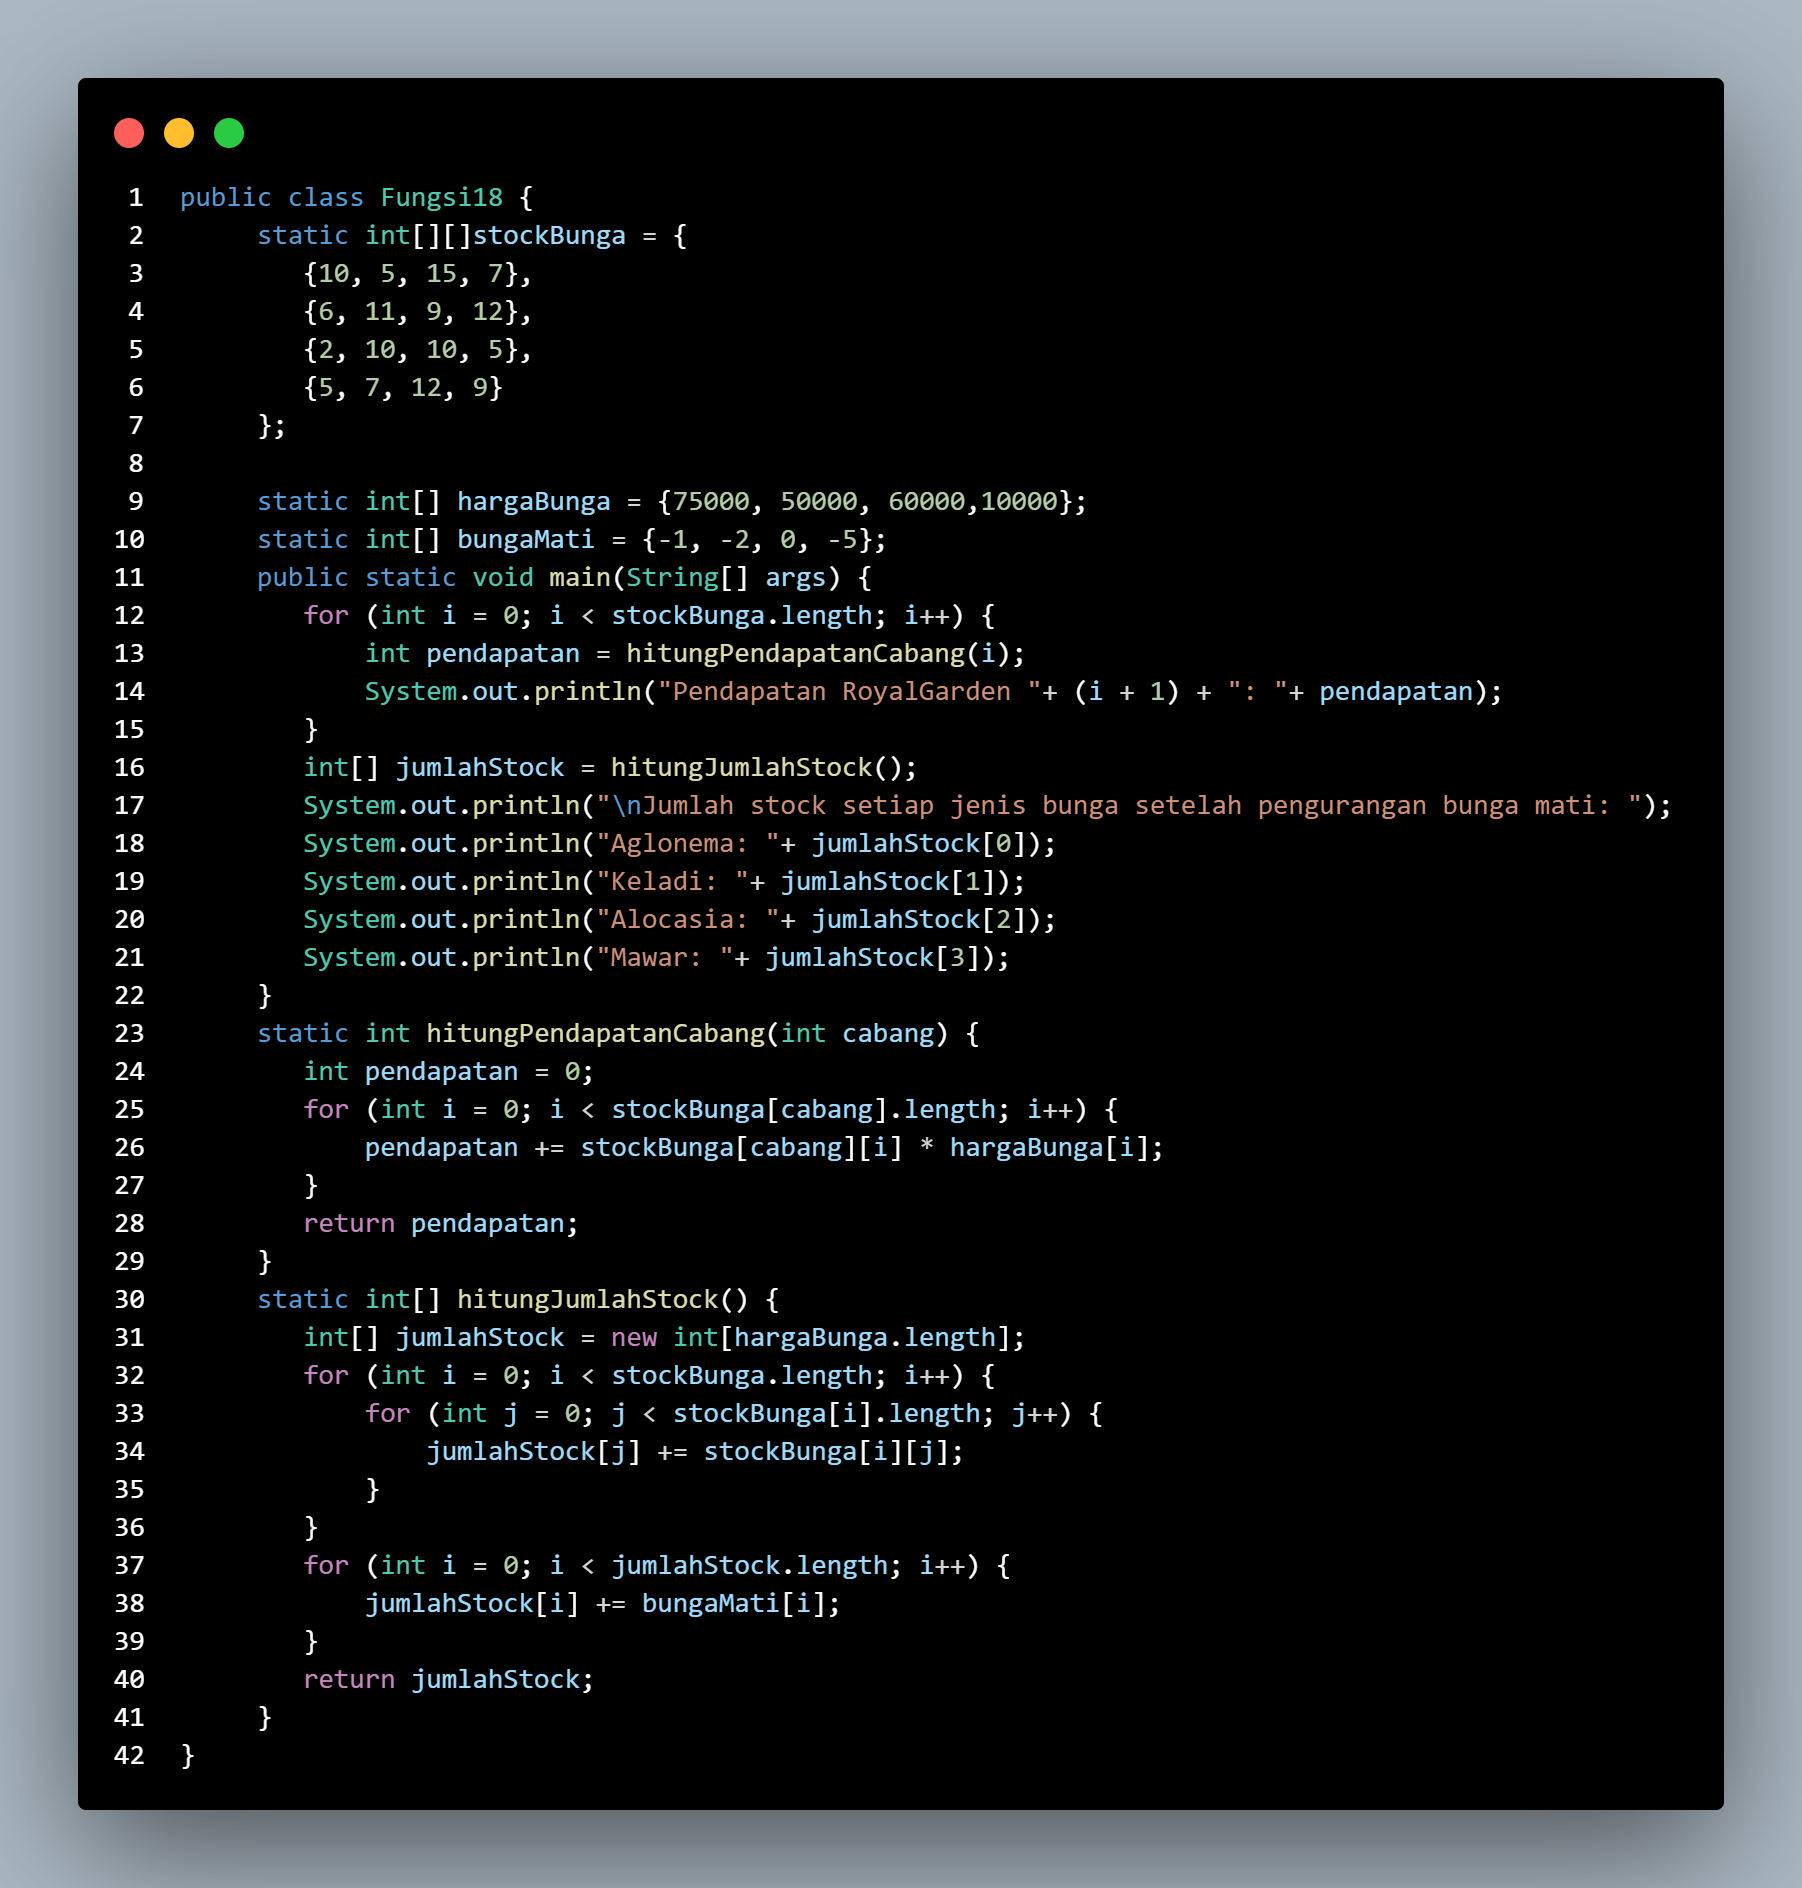 1 public class Fungsi18 {
2 static int[][]stockBunga = {
3 {10, 5, 15, 7},
4 {6, 11, 9, 12},
5 {2, 10, 10, 5},
6 {5, 7, 12, 9}
7 };
8
9 static int[] hargaBunga = {75000, 50000, 60000,10000};
10 static int[] bungaMati = {-1, -2, 0, -5};
11 public static void main(String[] args) {
12 for (int i = 0; i < stockBunga.length; i++) {
13 int pendapatan = hitungPendapatanCabang(i);
14 System.out.println("Pendapatan RoyalGarden "+ (i + 1) + ": "+ pendapatan);
15 }
16 int[] jumlahStock = hitungJumlahStock();
17 System.out.println("\nJumlah stock setiap jenis bunga setelah pengurangan bunga mati: ");
18 System.out.println("Aglonema: "+ jumlahStock[0]);
19 System.out.println("Keladi: "+ jumlahStock[1]);
20 System.out.println("Alocasia: "+ jumlahStock[2]);
21 System.out.println("Mawar: "+ jumlahStock[3]);
22 }
23 static int hitungPendapatanCabang(int cabang) {
24 int pendapatan = 0;
25 for (int i = 0; i < stockBunga[cabang].length; i++) {
26 pendapatan += stockBunga[cabang][i] * hargaBunga[i];
27 }
28 return pendapatan;
29 }
30 static int[] hitungJumlahStock() {
31 int[] jumlahStock = new int[hargaBunga.length];
32 for (int i = 0; i < stockBunga.length; i++) {
33 for (int j = 0; j < stockBunga[i].length; j++) {
34 jumlahStock[j] += stockBunga[i][j];
35 }
36 }
37 for (int i = 0; i < jumlahStock.length; i++) {
38 jumlahStock[i] += bungaMati[i];
39 }
40 return jumlahStock;
41 }
42 }